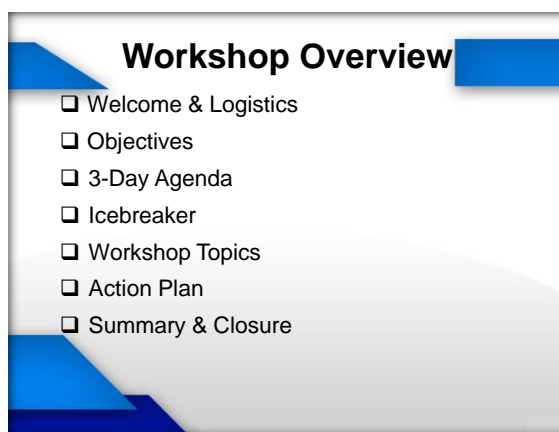 Workshop Overview
❑ Welcome & Logistics
❑ Objectives
❑ 3-Day Agenda
❑ Icebreaker
❑ Workshop Topics
❑ Action Plan
❑ Summary & Closure